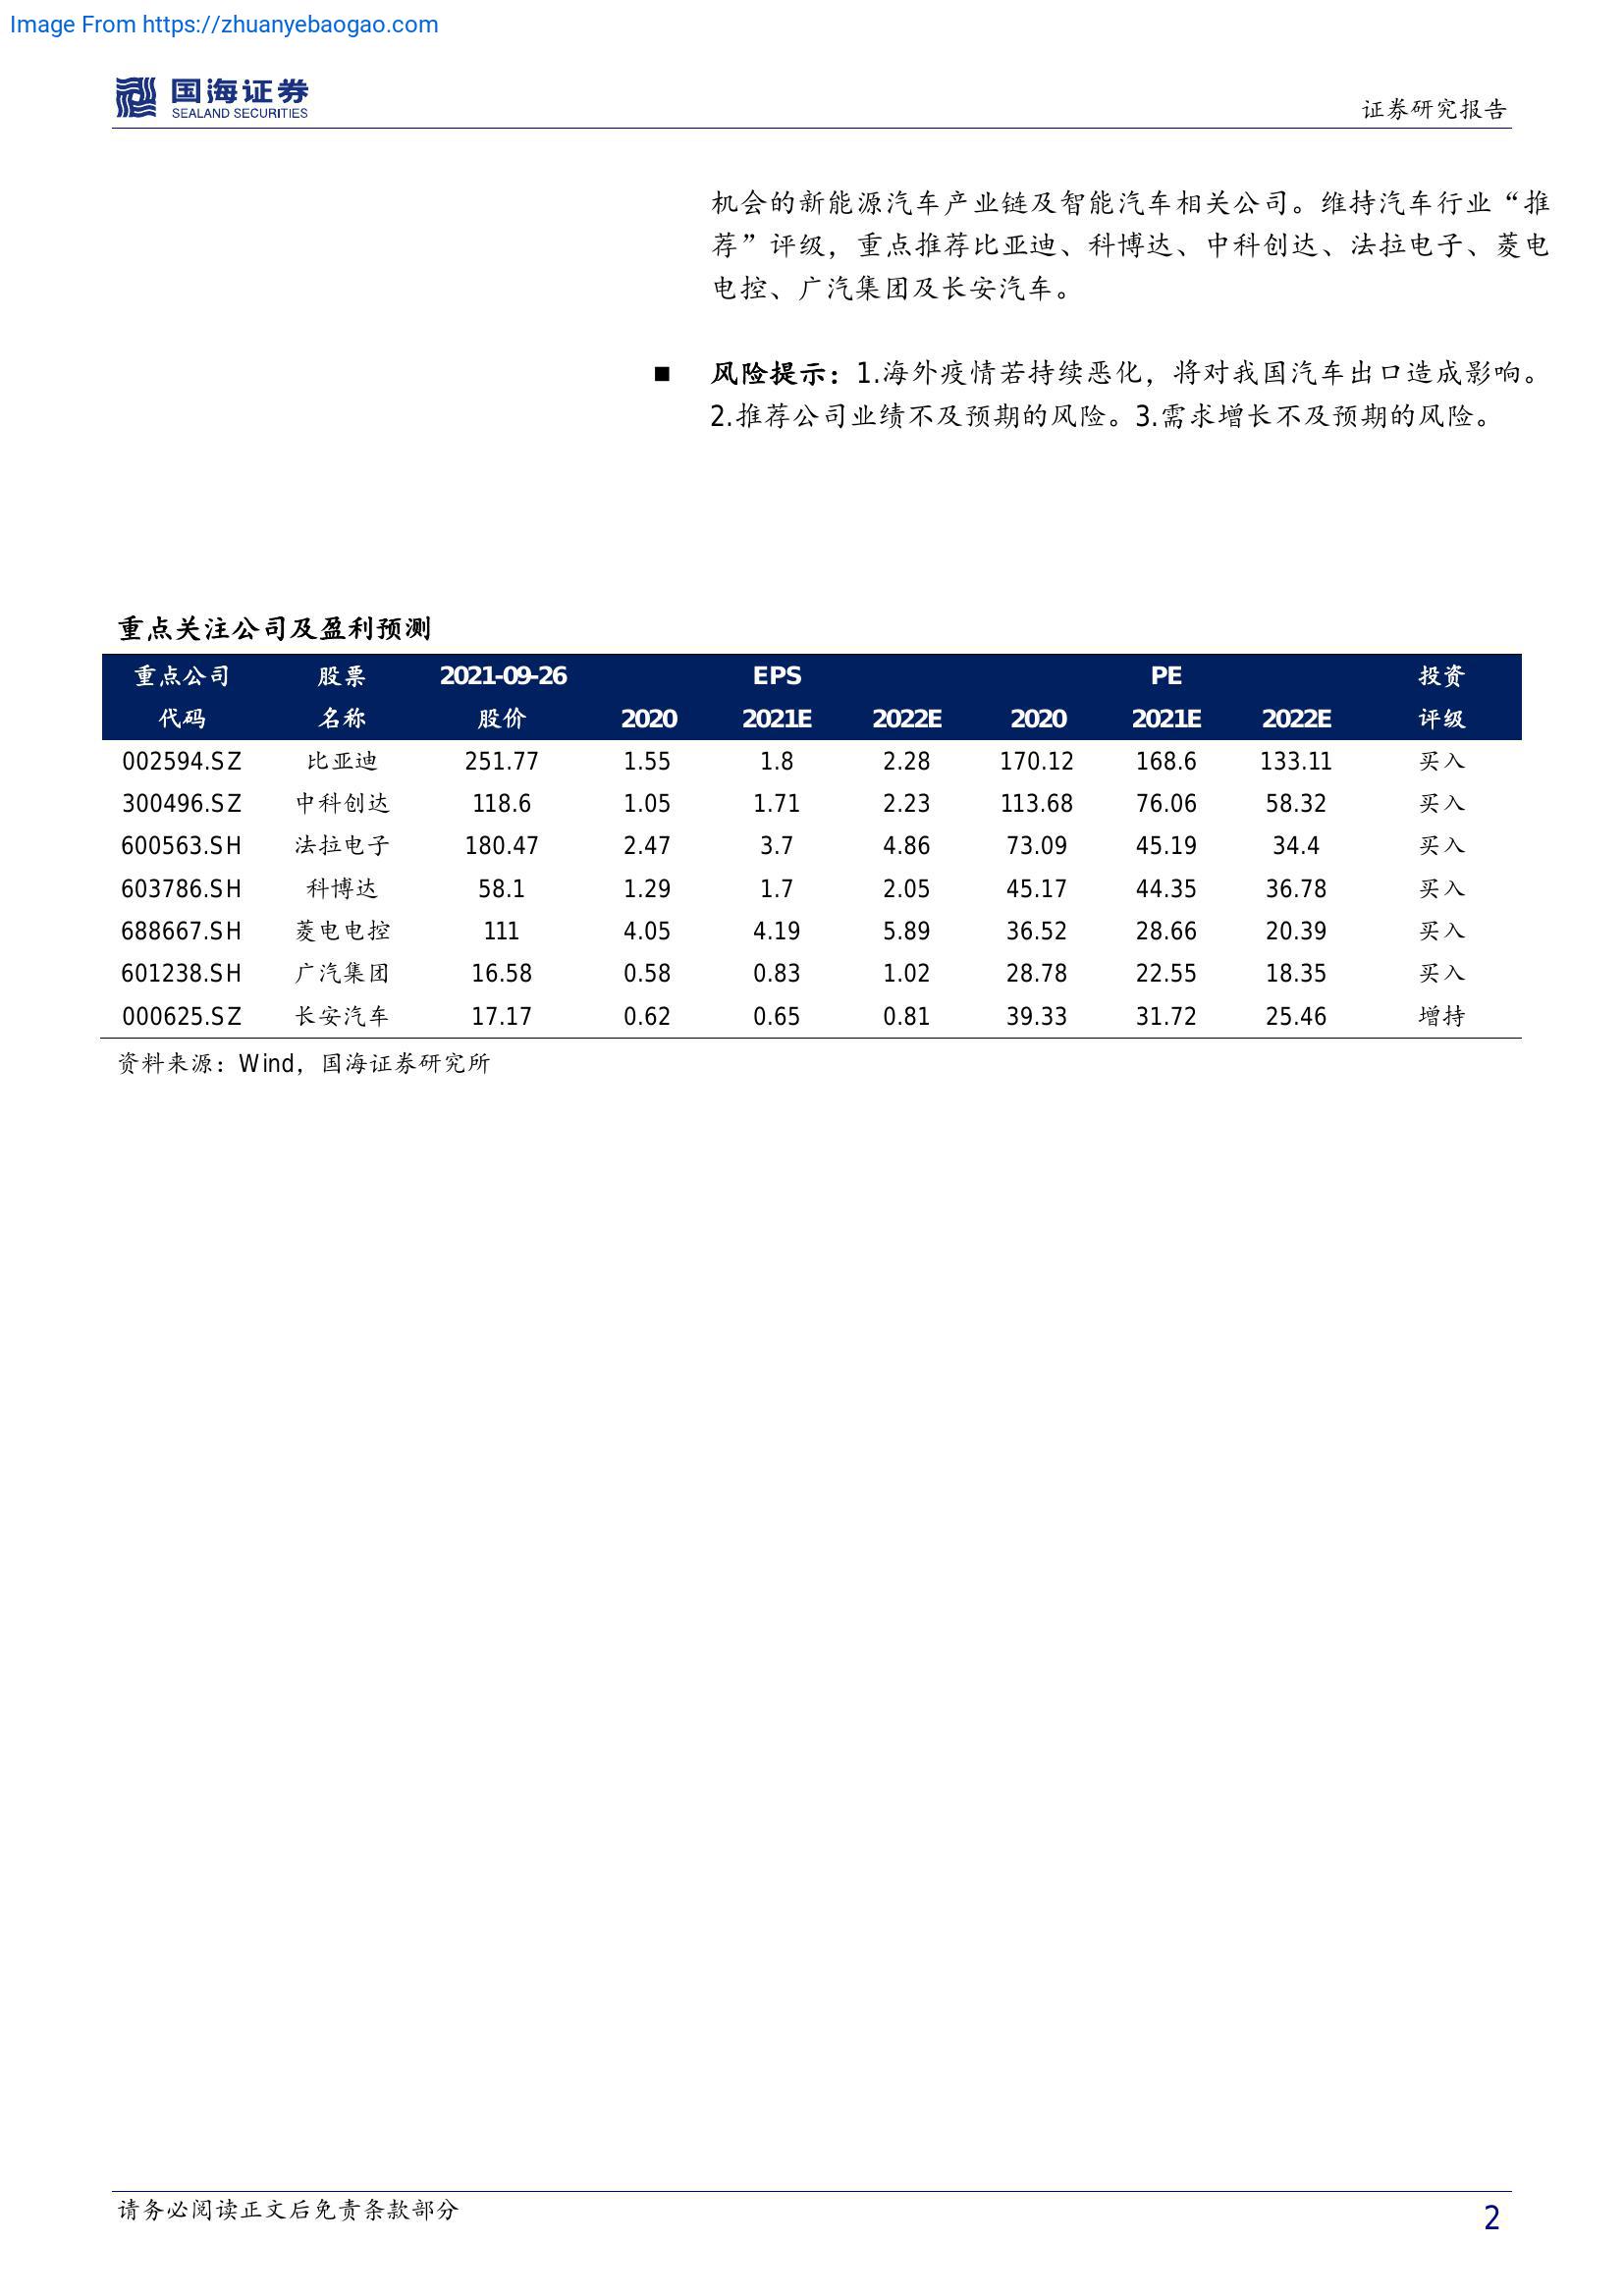 Image From https://zhuanyebaogao.com
国海证券
SEALAND SECURITIES
证券研究报告
机会的新能源汽车产业链及智能汽车相关公司。维持汽车行业“推
荐”评级，重点推荐比亚迪、科博达、中科创达、法拉电子、菱电
电控、广汽集团及长安汽车。
■ 风险提示：1.海外疫情若持续恶化，将对我国汽车出口造成影响。
2.推荐公司业绩不及预期的风险。3.需求增长不及预期的风险。
重点关注公司及盈利预测
重点公司 股票 2021-09-26 EPS PE 投资
代码 名称 股价 2020 2021E 2022E 2020 2021E 2022E 评级
002594.SZ 比亚迪 251.77 1.55 1.8 2.28 170.12 168.6 133.11 买入
300496.SZ 中科创达 118.6 1.05 1.71 2.23 113.68 76.06 58.32 买入
600563.SH 法拉电子 180.47 2.47 3.7 4.86 73.09 45.19 34.4 买入
603786.SH 科博达 58.1 1.29 1.7 2.05 45.17 44.35 36.78 买入
688667.SH 菱电电控 111 4.05 4.19 5.89 36.52 28.66 20.39 买入
601238.SH 广汽集团 16.58 0.58 0.83 1.02 28.78 22.55 18.35 买入
000625.SZ 长安汽车 17.17 0.62 0.65 0.81 39.33 31.72 25.46 增持
资料来源：Wind，国海证券研究所
请务必阅读正文后免责条款部分
2